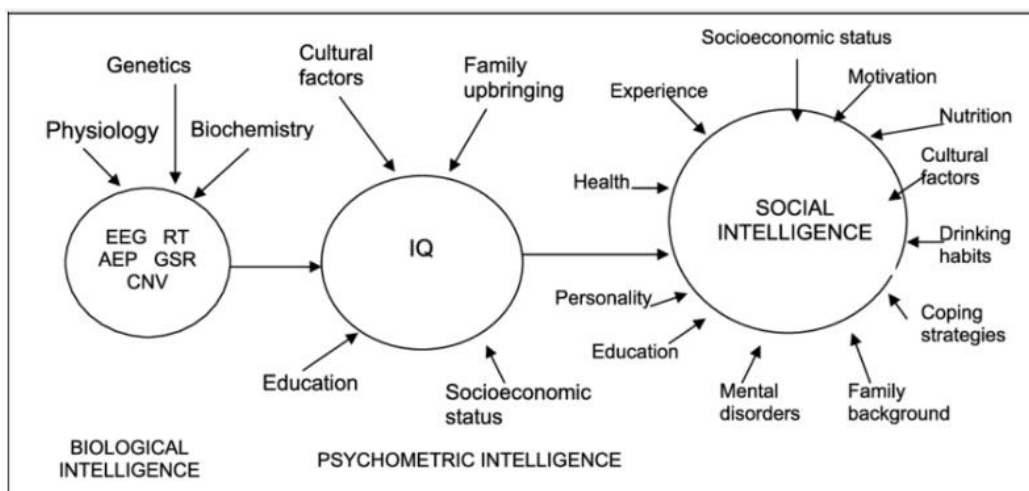 Genetics
Physiology
Biochemistry
EEG RT
AEP GSR
CNV
BIOLOGICAL
INTELLIGENCE
Cultural
factors
Family
upbringing
IQ
Education
Socioeconomic
status
PSYCHOMETRIC INTELLIGENCE
Socioeconomic status
Motivation
Experience
Nutrition
Health
Cultural
factors
SOCIAL
INTELLIGENCE
Drinking
habits
Personality
Coping
strategies
Education
Mental
disorders
Family
background